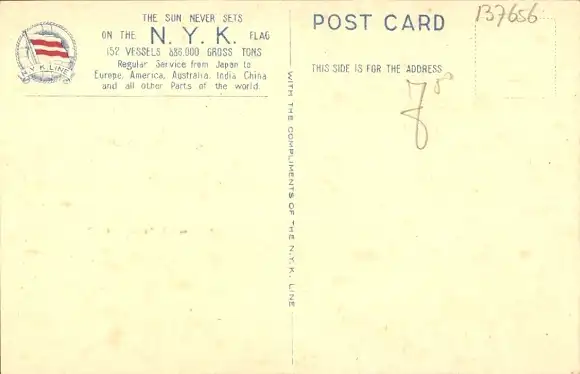 THE SUN NEVER SETS
ON THE N. Y. K. FLAG
152 VESSELS 886,000 GROSS TONS
Regular Service from Japan to
Europe, America, Australia, India China
and all other Parts of the world.
N.Y.K. LINE
WITH THE COMPLIMENTS OF THE N.Y.K. LINE
POST CARD
THIS SIDE IS FOR THE ADDRESS
137656